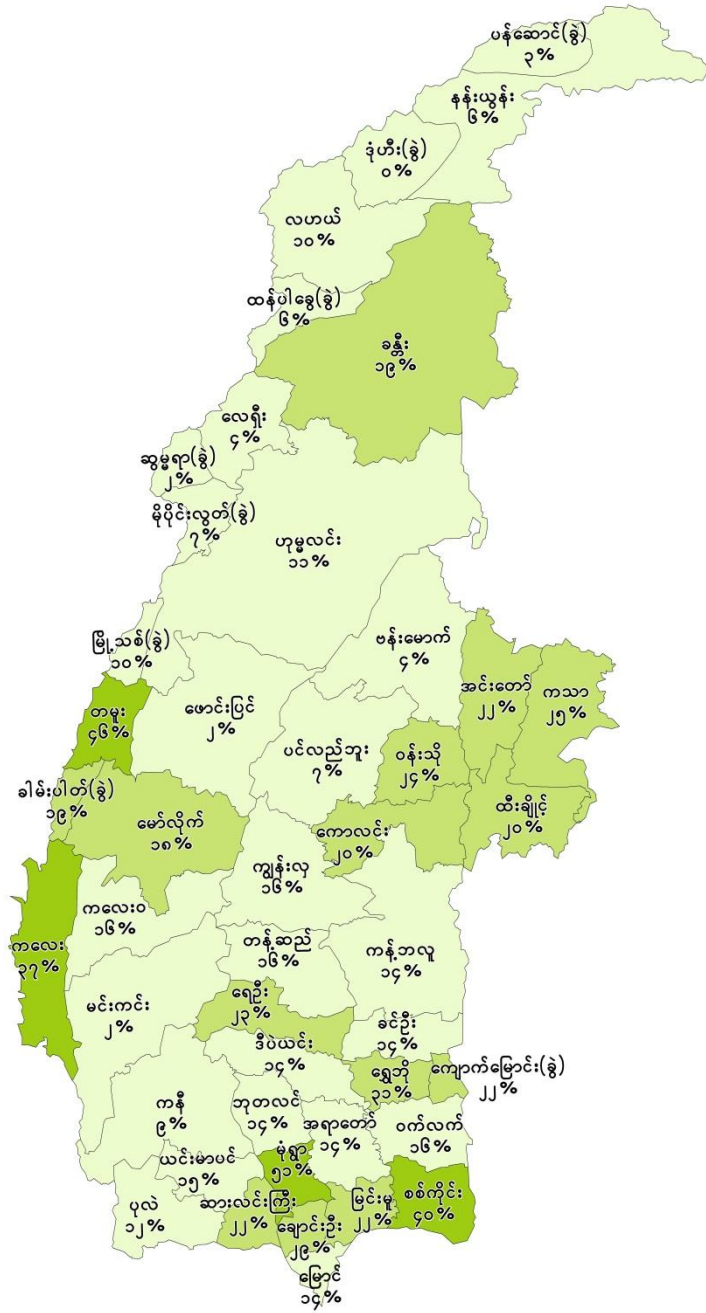 ပန်ဆောင်(ခွဲ)
၃%
နန်းယွန်း
၆%
ဒုံဟီး(ခွဲ)
၀%
လဟယ်
၁၀%
ထန်ပါခွေ(ခွဲ)
၆%
ခန္တီး
၁၉%
လေရှီး
၄%
ဆွမ္မရာ(ခွဲ)
၂%
မိုပိုင်းလွတ်(ခွဲ)
၇%
ဟုမ္မလင်း
၁၁%
မြို့သစ်(ခွဲ)
၁၀%
ဗန်းမောက်
၄%
အင်းတော်
၂၂%
ကသာ
၂၅%
တမူး
၄၆%
ဖောင်းပြင်
၂%
ပင်လည်ဘူး
၇%
ဝန်းသို
၂၄%
ခါမ်းပါတ်(ခွဲ)
၁၉%
မော်လိုက်
၁၈%
ကောလင်း
၂၀%
ထီးချိုင့်
၂၀%
ကျွန်းလှ
၁၆%
ကလေးဝ
၁၆%
ကလေး
၃၇%
တန့်ဆည်
၁၆%
ကန့်ဘလူ
၁၄%
မင်းကင်း
၂%
ရေဦး
၂၃%
ခင်ဦး
၁၄%
ဒီပဲယင်း
၁၄%
ရွှေဘို
၃၁%
ကျောက်မြောင်း(ခွဲ)
၂၂%
ကနီ
၉%
ဘုတလင်
၁၄%
အရာတော်
၁၄%
ဝက်လက်
၁၆%
ယင်းမာပင်
၁၅%
မုံရွာ
၅၁%
ပုလဲ
၁၂%
ဆားလင်းကြီး
၂၂%
ချောင်းဦး
၂၉%
မြင်းမူ
၂၂%
စစ်ကိုင်း
၄၀%
မြောင်
၁၄%